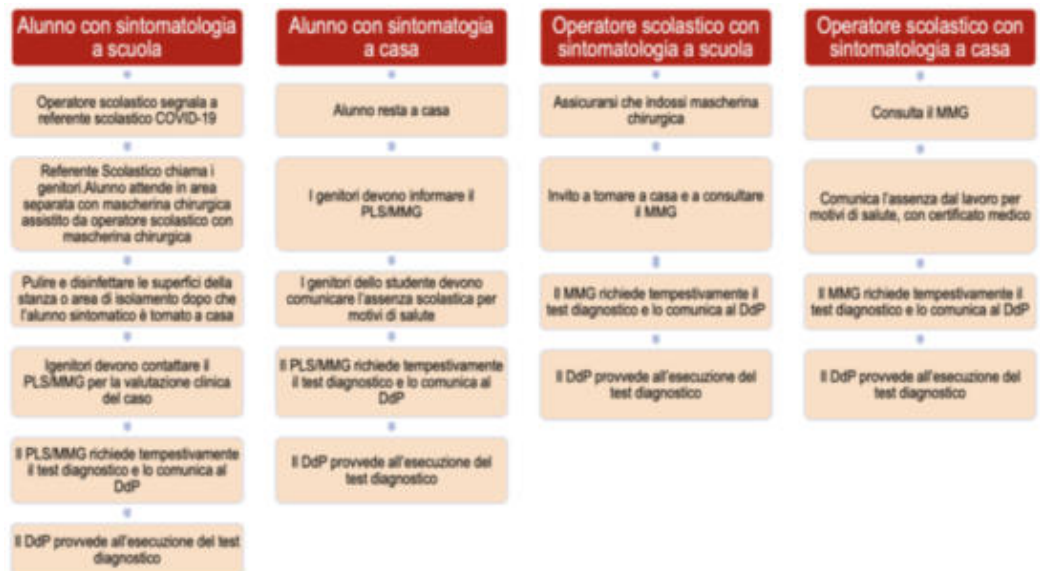 Alunno con sintomatologia
a scuola
Operatore scolastico segnala a
referente scolastico COVID-19
Referente Scolastico chiama i
genitori.Alunno attende in area
separata con mascherina chirurgica
assistito da operatore scolastico con
mascherina chirurgica
Pulire e disinfettare le superfici della
stanza o area di isolamento dopo che
l'alunno sintomatico è tornato a casa
Igenitori devono contattare il
PLS/MMG per la valutazione clinica
del caso
Il PLS/MMG richiede tempestivamente
il test diagnostico e lo comunica al
DdP
Il DdP provvede all'esecuzione del test
diagnostico
Alunno con sintomatogia
a casa
Alunno resta a casa
I genitori devono informare il
PLS/MMG
I genitori dello studente devono
comunicare l'assenza scolastica per
motivi di salute
Il PLS/MMG richiede tempestivamente
il test diagnostico e lo comunica al
DdP
Il DdP provvede all'esecuzione del
test diagnostico
Operatore scolastico con
sintomatologia a scuola
Assicurarsi che indossi mascherina
chirurgica
Invito a tornare a casa e a consultare
il MMG
Il MMG richiede tempestivamente il
test diagnostico e lo comunica al DdP
Il DdP provvede all'esecuzione del
test diagnostico
Operatore scolastico con
sintomatologia a casa
Consulta il MMG
Comunica l'assenza dal lavoro per
motivi di salute, con certificato medico
Il MMG richiede tempestivamente il
test diagnostico e lo comunica al DdP
Il DdP provvede all'esecuzione del
test diagnostico